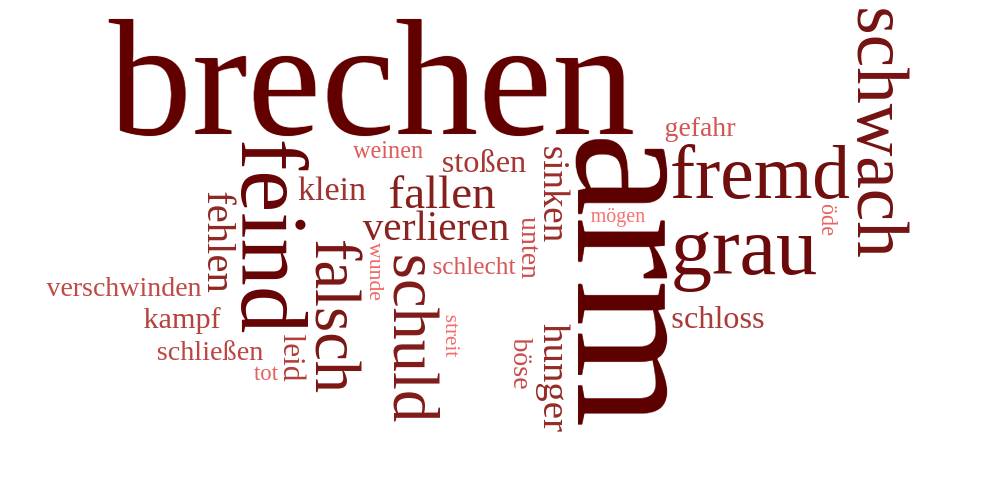 brechen
schwach
gefahr
weinen
stoßen
arm
feind
sinken
fremd
klein
fallen
fehlen
mögen
öde
verlieren
unten
grau
falsch
wunde
schuld
schlecht
verschwinden
kampf
schloss
streit
hunger
schließen
leid
böse
tot